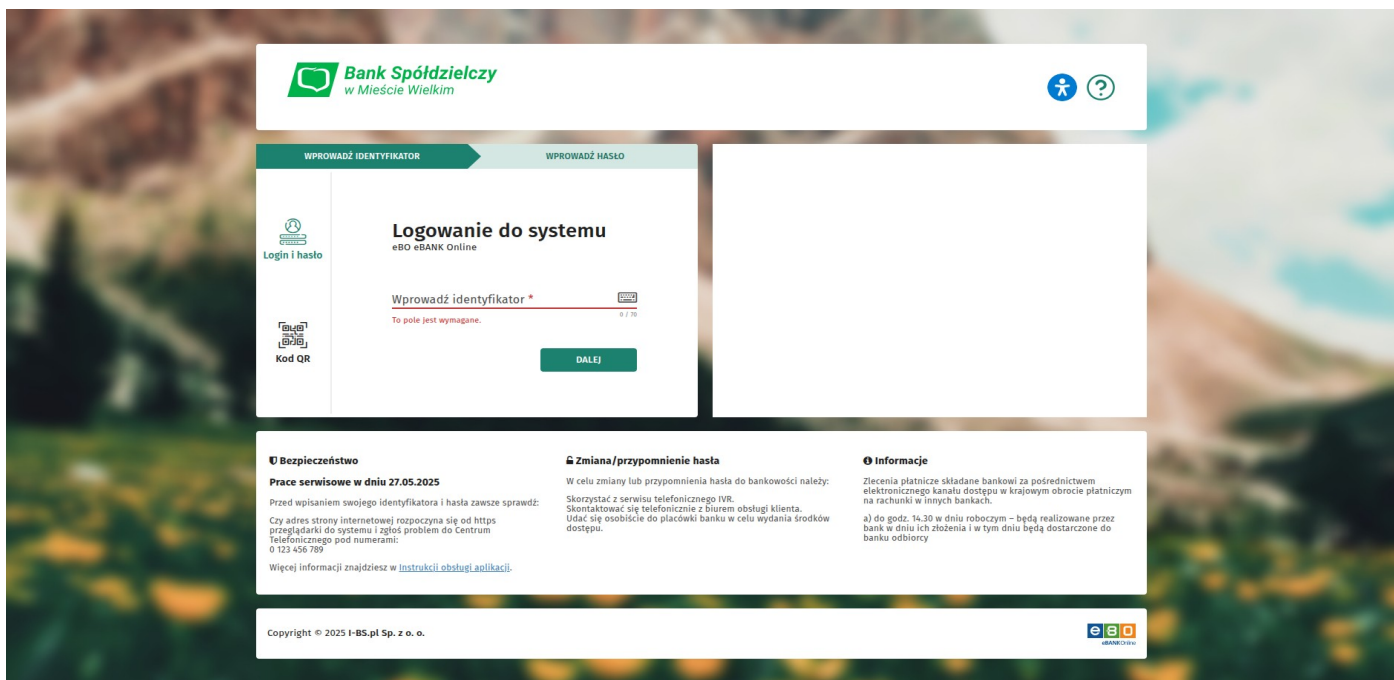 Bank Spółdzielczy
w Mieście Wielkim
WPROWADŹ IDENTYFIKATOR
WPROWADŹ HASŁO
Login i hasło
Kod QR
Logowanie do systemu
eBO eBANK Online
Wprowadź identyfikator *
To pole jest wymagane.
0 / 70
DALEJ
Bezpieczeństwo
Prace serwisowe w dniu 27.05.2025
Przed wpisaniem swojego identyfikatora i hasła zawsze sprawdź:
Czy adres strony internetowej rozpoczyna się od https
przeglądarki do systemu i zgłoś problem do Centrum
Telefonicznego pod numerami:
0 123 456 789
Więcej informacji znajdziesz w Instrukcii obsługi aplikacji.
Zmiana/przypomnienie hasła
W celu zmiany lub przypomnienia hasła do bankowości należy:
Skorzystać z serwisu telefonicznego IVR.
Skontaktować się telefonicznie z biurem obsługi klienta.
Udać się osobiście do placówki banku w celu wydania środków
dostępu.
Informacje
Zlecenia płatnicze składane bankowi za pośrednictwem
elektronicznego kanału dostępu w krajowym obrocie płatniczym
na rachunki w innych bankach.
a) do godz. 14.30 w dniu roboczym – będą realizowane przez
bank w dniu ich złożenia i w tym dniu będą dostarczone do
banku odbiorcy
Copyright © 2025 I-BS.pl Sp. z o. o.
eBO
eBANKOnline